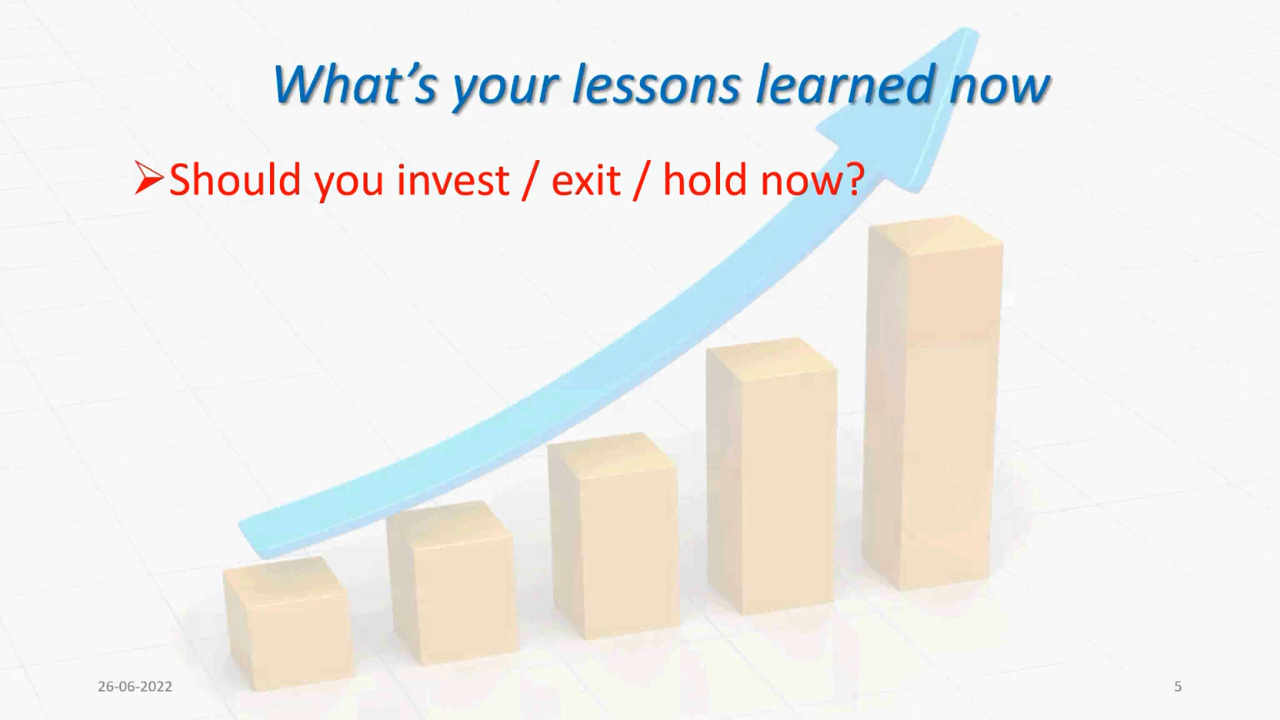 What's your lessons learned now
➢Should you invest / exit / hold now?
26-06-2022
5